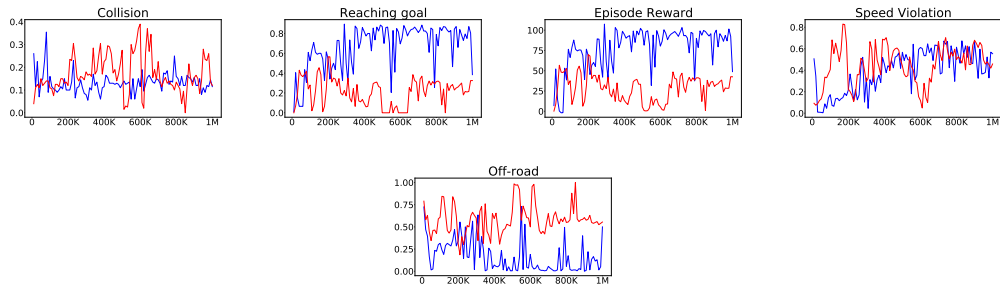 Collision
0.4
0.3
0.2
0.1
0.0
0 200K 400K 600K 800K 1M
Reaching goal
0.8
0.6
0.4
0.2
0.0
0 200K 400K 600K 800K 1M
Episode Reward
100
75
50
25
0
0 200K 400K 600K 800K 1M
Speed Violation
0.8
0.6
0.4
0.2
0.0
0 200K 400K 600K 800K 1M
Off-road
1.00
0.75
0.50
0.25
0.00
0 200K 400K 600K 800K 1M